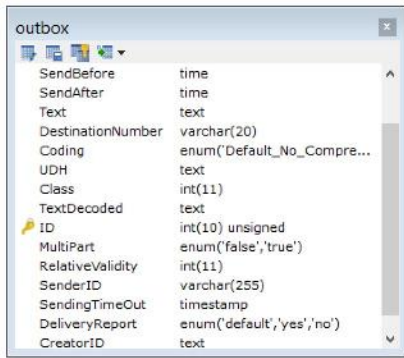 outbox
SendBefore time
SendAfter time
Text text
DestinationNumber varchar(20)
Coding enum('Default_No_Compre...
UDH text
Class int(11)
TextDecoded text
ID int(10) unsigned
MultiPart enum('false','true')
RelativeValidity int(11)
SenderID varchar(255)
SendingTimeOut timestamp
DeliveryReport enum('default','yes','no')
CreatorID text